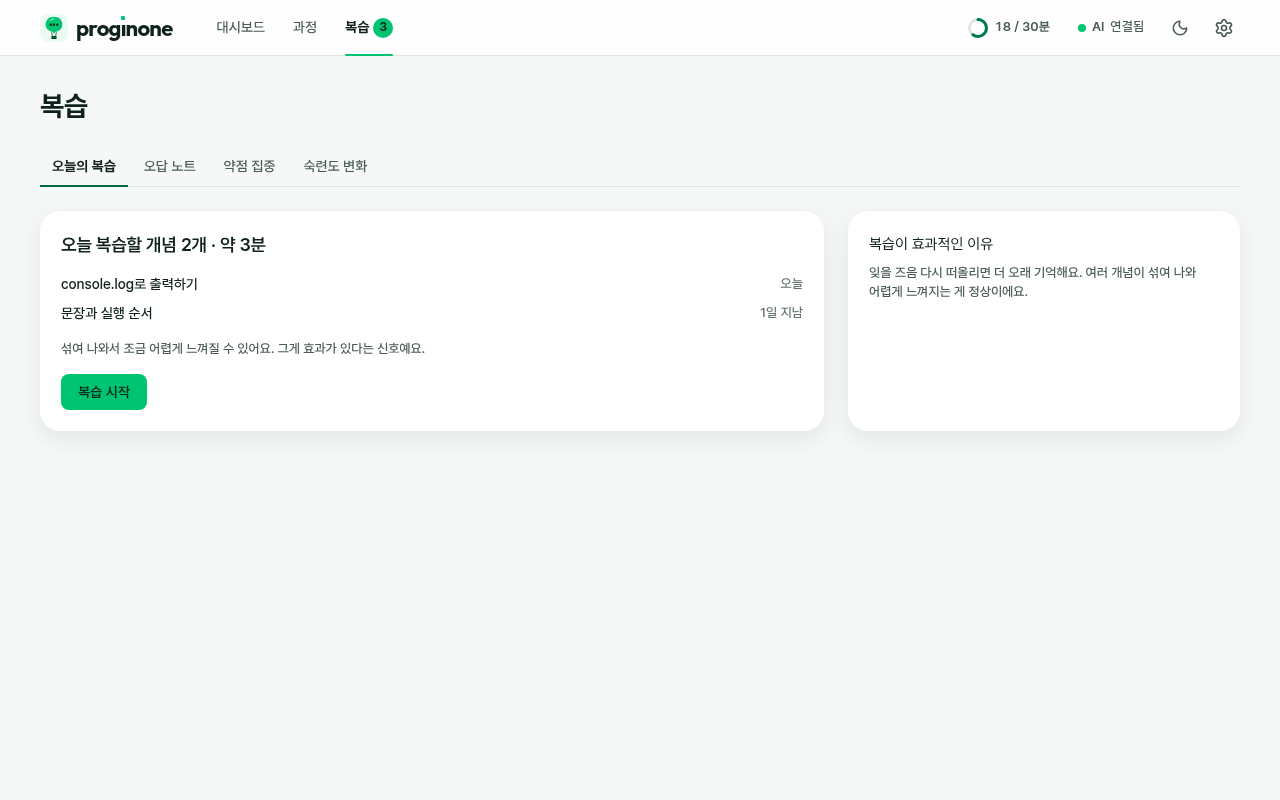 proginone
대시보드
과정
복습 3
18 / 30분
AI 연결됨
복습
오늘의 복습
오답 노트
약점 집중
숙련도 변화
오늘 복습할 개념 2개 · 약 3분
console.log로 출력하기
오늘
문장과 실행 순서
1일 지남
섞여 나와서 조금 어렵게 느껴질 수 있어요. 그게 효과가 있다는 신호예요.
복습 시작
복습이 효과적인 이유
잊을 즈음 다시 떠올리면 더 오래 기억해요. 여러 개념이 섞여 나와
어렵게 느껴지는 게 정상이에요.